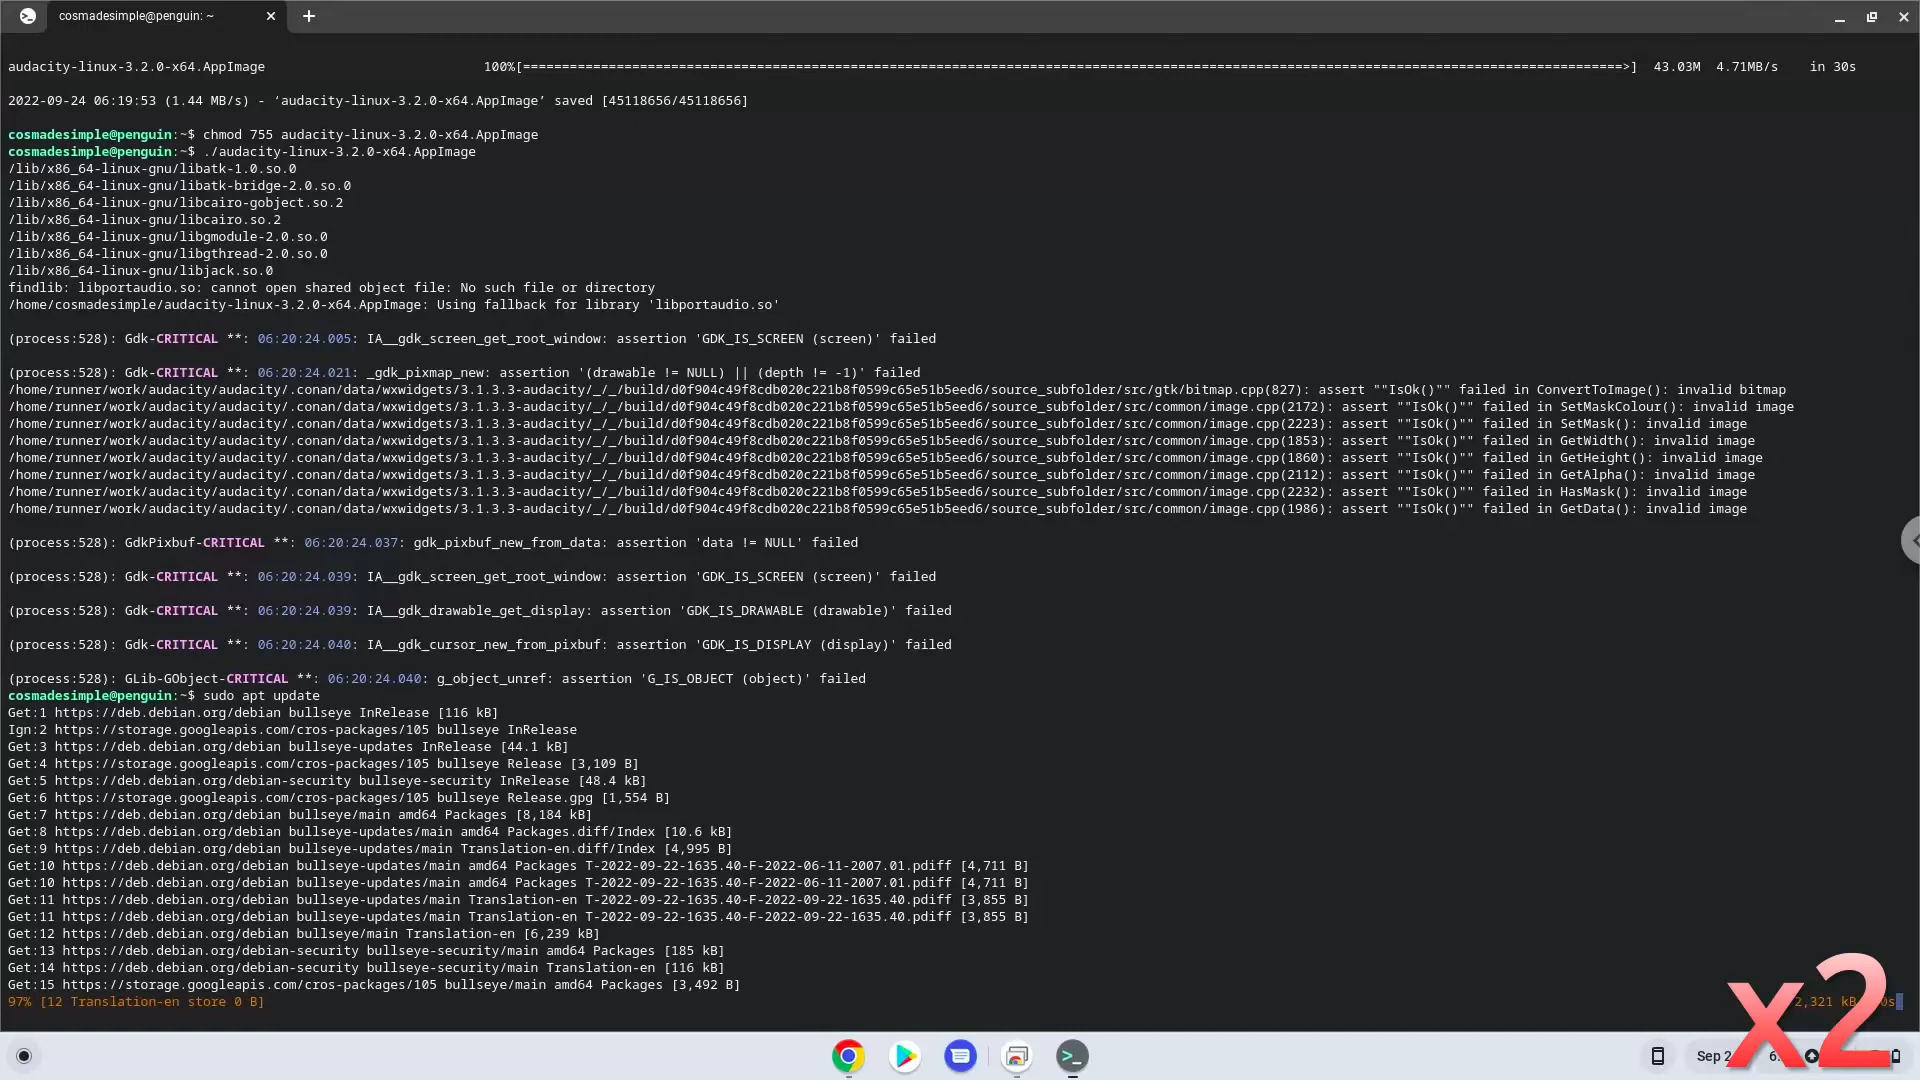 cosmadesimple@penguin: ~
audacity-linux-3.2.0-x64.AppImage 100%[=============================================================================================================================================>] 43.03M 4.71MB/s in 30s
2022-09-24 06:19:53 (1.44 MB/s) - ‘audacity-linux-3.2.0-x64.AppImage’ saved [45118656/45118656]
cosmadesimple@penguin:~$ chmod 755 audacity-linux-3.2.0-x64.AppImage
cosmadesimple@penguin:~$ ./audacity-linux-3.2.0-x64.AppImage
/lib/x86_64-linux-gnu/libatk-1.0.so.0
/lib/x86_64-linux-gnu/libatk-bridge-2.0.so.0
/lib/x86_64-linux-gnu/libcairo-gobject.so.2
/lib/x86_64-linux-gnu/libcairo.so.2
/lib/x86_64-linux-gnu/libgmodule-2.0.so.0
/lib/x86_64-linux-gnu/libgthread-2.0.so.0
/lib/x86_64-linux-gnu/libjack.so.0
findlib: libportaudio.so: cannot open shared object file: No such file or directory
/home/cosmadesimple/audacity-linux-3.2.0-x64.AppImage: Using fallback for library 'libportaudio.so'
(process:528): Gdk-CRITICAL **: 06:20:24.005: IA__gdk_screen_get_root_window: assertion 'GDK_IS_SCREEN (screen)' failed
(process:528): Gdk-CRITICAL **: 06:20:24.021: _gdk_pixmap_new: assertion '(drawable != NULL) || (depth != -1)' failed
/home/runner/work/audacity/audacity/.conan/data/wxwidgets/3.1.3.3-audacity/_/_/build/d0f904c49f8cdb020c221b8f0599c65e51b5eed6/source_subfolder/src/gtk/bitmap.cpp(827): assert ""IsOk()"" failed in ConvertToImage(): invalid bitmap
/home/runner/work/audacity/audacity/.conan/data/wxwidgets/3.1.3.3-audacity/_/_/build/d0f904c49f8cdb020c221b8f0599c65e51b5eed6/source_subfolder/src/common/image.cpp(2172): assert ""IsOk()"" failed in SetMaskColour(): invalid image
/home/runner/work/audacity/audacity/.conan/data/wxwidgets/3.1.3.3-audacity/_/_/build/d0f904c49f8cdb020c221b8f0599c65e51b5eed6/source_subfolder/src/common/image.cpp(2223): assert ""IsOk()"" failed in SetMask(): invalid image
/home/runner/work/audacity/audacity/.conan/data/wxwidgets/3.1.3.3-audacity/_/_/build/d0f904c49f8cdb020c221b8f0599c65e51b5eed6/source_subfolder/src/common/image.cpp(1853): assert ""IsOk()"" failed in GetWidth(): invalid image
/home/runner/work/audacity/audacity/.conan/data/wxwidgets/3.1.3.3-audacity/_/_/build/d0f904c49f8cdb020c221b8f0599c65e51b5eed6/source_subfolder/src/common/image.cpp(1860): assert ""IsOk()"" failed in GetHeight(): invalid image
/home/runner/work/audacity/audacity/.conan/data/wxwidgets/3.1.3.3-audacity/_/_/build/d0f904c49f8cdb020c221b8f0599c65e51b5eed6/source_subfolder/src/common/image.cpp(2112): assert ""IsOk()"" failed in GetAlpha(): invalid image
/home/runner/work/audacity/audacity/.conan/data/wxwidgets/3.1.3.3-audacity/_/_/build/d0f904c49f8cdb020c221b8f0599c65e51b5eed6/source_subfolder/src/common/image.cpp(2232): assert ""IsOk()"" failed in HasMask(): invalid image
/home/runner/work/audacity/audacity/.conan/data/wxwidgets/3.1.3.3-audacity/_/_/build/d0f904c49f8cdb020c221b8f0599c65e51b5eed6/source_subfolder/src/common/image.cpp(1986): assert ""IsOk()"" failed in GetData(): invalid image
(process:528): GdkPixbuf-CRITICAL **: 06:20:24.037: gdk_pixbuf_new_from_data: assertion 'data != NULL' failed
(process:528): Gdk-CRITICAL **: 06:20:24.039: IA__gdk_screen_get_root_window: assertion 'GDK_IS_SCREEN (screen)' failed
(process:528): Gdk-CRITICAL **: 06:20:24.039: IA__gdk_drawable_get_display: assertion 'GDK_IS_DRAWABLE (drawable)' failed
(process:528): Gdk-CRITICAL **: 06:20:24.040: IA__gdk_cursor_new_from_pixbuf: assertion 'GDK_IS_DISPLAY (display)' failed
(process:528): GLib-GObject-CRITICAL **: 06:20:24.040: g_object_unref: assertion 'G_IS_OBJECT (object)' failed
cosmadesimple@penguin:~$ sudo apt update
Get:1 https://deb.debian.org/debian bullseye InRelease [116 kB]
Ign:2 https://storage.googleapis.com/cros-packages/105 bullseye InRelease
Get:3 https://deb.debian.org/debian bullseye-updates InRelease [44.1 kB]
Get:4 https://storage.googleapis.com/cros-packages/105 bullseye Release [3,109 B]
Get:5 https://deb.debian.org/debian-security bullseye-security InRelease [48.4 kB]
Get:6 https://storage.googleapis.com/cros-packages/105 bullseye Release.gpg [1,554 B]
Get:7 https://deb.debian.org/debian bullseye/main amd64 Packages [8,184 kB]
Get:8 https://deb.debian.org/debian bullseye-updates/main amd64 Packages.diff/Index [10.6 kB]
Get:9 https://deb.debian.org/debian bullseye-updates/main Translation-en.diff/Index [4,995 B]
Get:10 https://deb.debian.org/debian bullseye-updates/main amd64 Packages T-2022-09-22-1635.40-F-2022-06-11-2007.01.pdiff [4,711 B]
Get:10 https://deb.debian.org/debian bullseye-updates/main amd64 Packages T-2022-09-22-1635.40-F-2022-06-11-2007.01.pdiff [4,711 B]
Get:11 https://deb.debian.org/debian bullseye-updates/main Translation-en T-2022-09-22-1635.40-F-2022-09-22-1635.40.pdiff [3,855 B]
Get:11 https://deb.debian.org/debian bullseye-updates/main Translation-en T-2022-09-22-1635.40-F-2022-09-22-1635.40.pdiff [3,855 B]
Get:12 https://deb.debian.org/debian bullseye/main Translation-en [6,239 kB]
Get:13 https://deb.debian.org/debian-security bullseye-security/main amd64 Packages [185 kB]
Get:14 https://deb.debian.org/debian-security bullseye-security/main Translation-en [116 kB]
Get:15 https://storage.googleapis.com/cros-packages/105 bullseye/main amd64 Packages [3,492 B]
97% [12 Translation-en store 0 B] 2,321 kB
x2
Sep